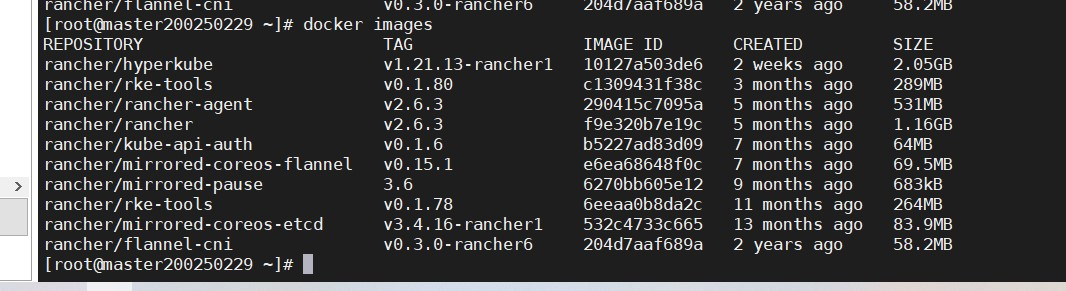 rancher/flannel-cni v0.3.0-rancher6 204d7aaf689a 2 years ago 58.2MB
[root@master200250229 ~]# docker images
REPOSITORY TAG IMAGE ID CREATED SIZE
rancher/hyperkube v1.21.13-rancher1 10127a503de6 2 weeks ago 2.05GB
rancher/rke-tools v0.1.80 c1309431f38c 3 months ago 289MB
rancher/rancher-agent v2.6.3 290415c7095a 5 months ago 531MB
rancher/rancher v2.6.3 f9e320b7e19c 5 months ago 1.16GB
rancher/kube-api-auth v0.1.6 b5227ad83d09 7 months ago 64MB
rancher/mirrored-coreos-flannel v0.15.1 e6ea68648f0c 7 months ago 69.5MB
rancher/mirrored-pause 3.6 6270bb605e12 9 months ago 683kB
rancher/rke-tools v0.1.78 6eeaa0b8da2c 11 months ago 264MB
rancher/mirrored-coreos-etcd v3.4.16-rancher1 532c4733c665 13 months ago 83.9MB
rancher/flannel-cni v0.3.0-rancher6 204d7aaf689a 2 years ago 58.2MB
[root@master200250229 ~]#